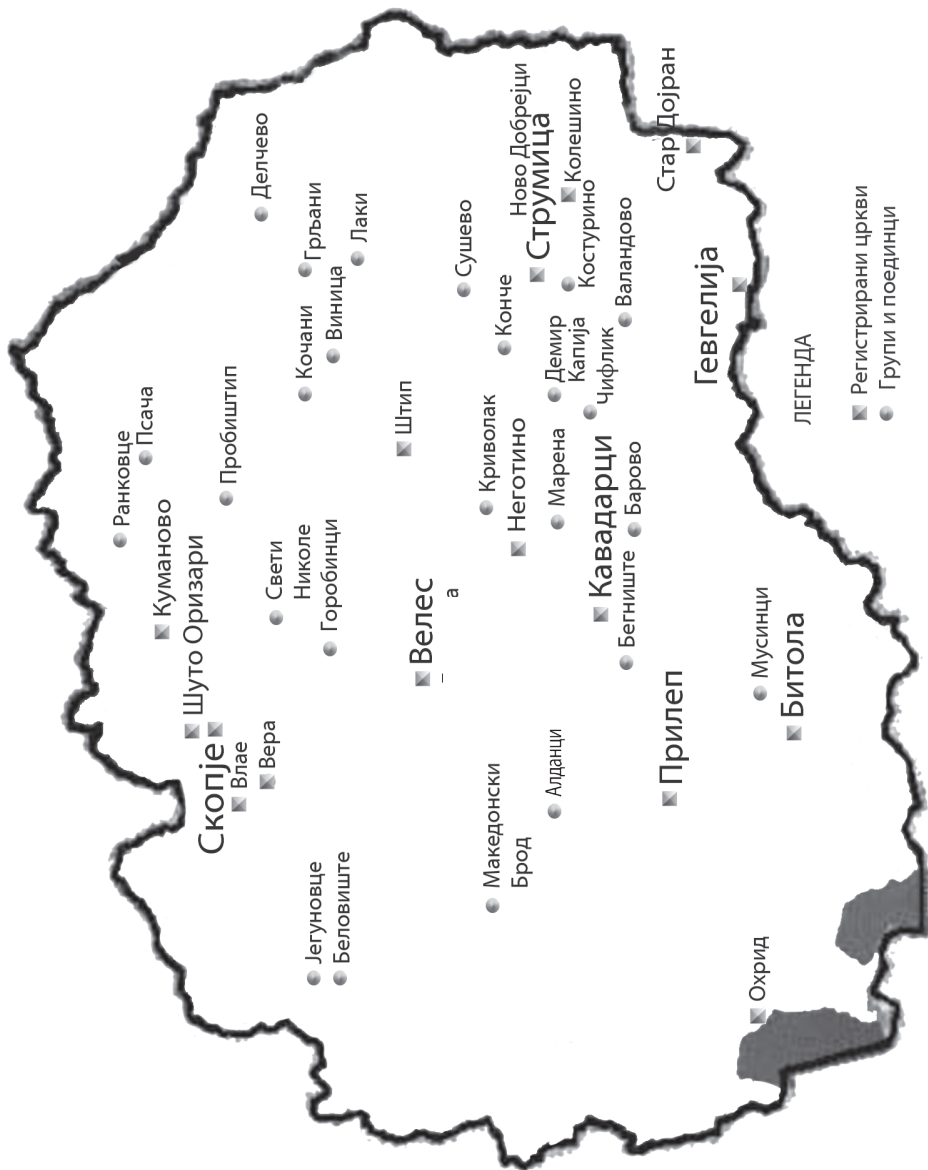 Ранковце
Псача
Куманово
Шуто Оризари
Скопје
Влае
Вера
Пробиштип
Делчево
Свети
Николе
Горобинци
Кочани
Виница
Грљани
Лаки
Јегуновце
Беловиште
Штип
Велес
а
Сушево
Конче
Криволак
Неготино
Македонски
Брод
Алданци
Марена
Демир
Капија
Чифлик
Ново Добрејци
Струмица
Колешино
Костурино
Валандово
Кавадарци
Бегниште
Барово
Прилеп
Стар Дојран
Гевгелија
Мусинци
Битола
Охрид
ЛЕГЕНДА
Регистрирани цркви
Групи и поединци